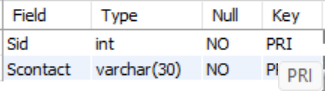 Field Type Null Key
Sid int NO PRI
Scontact varchar(30) NO
PRI